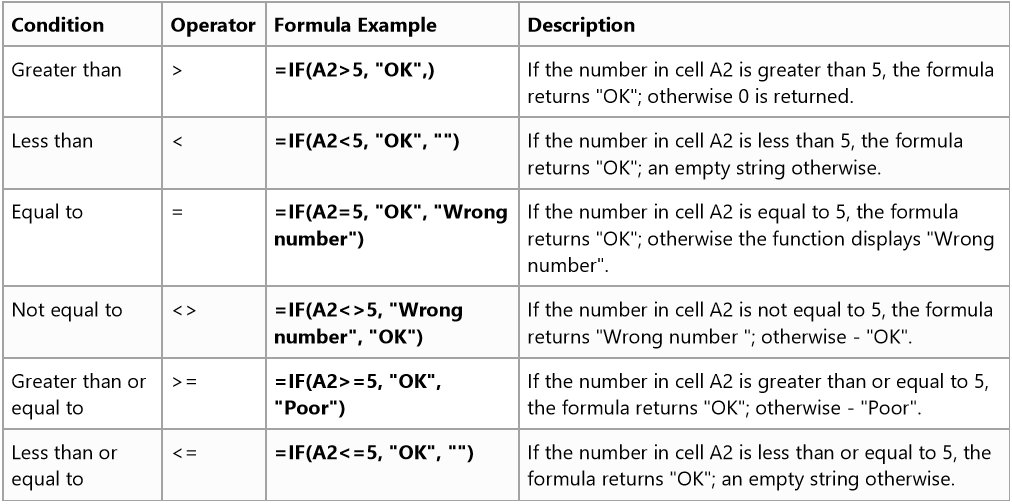 Condition Operator Formula Example Description
Greater than > =IF(A2>5, "OK",) If the number in cell A2 is greater than 5, the formula
returns "OK"; otherwise 0 is returned.
Less than < =IF(A2<5, "OK", "") If the number in cell A2 is less than 5, the formula
returns "OK"; an empty string otherwise.
Equal to = =IF(A2=5, "OK", "Wrong If the number in cell A2 is equal to 5, the formula
number") returns "OK"; otherwise the function displays "Wrong
number".
Not equal to <> =IF(A2<>5, "Wrong If the number in cell A2 is not equal to 5, the formula
number", "OK") returns "Wrong number "; otherwise - "OK".
Greater than or >= =IF(A2>=5, "OK", If the number in cell A2 is greater than or equal to 5,
equal to "Poor") the formula returns "OK"; otherwise - "Poor".
Less than or <= =IF(A2<=5, "OK", "") If the number in cell A2 is less than or equal to 5, the
equal to formula returns "OK"; an empty string otherwise.